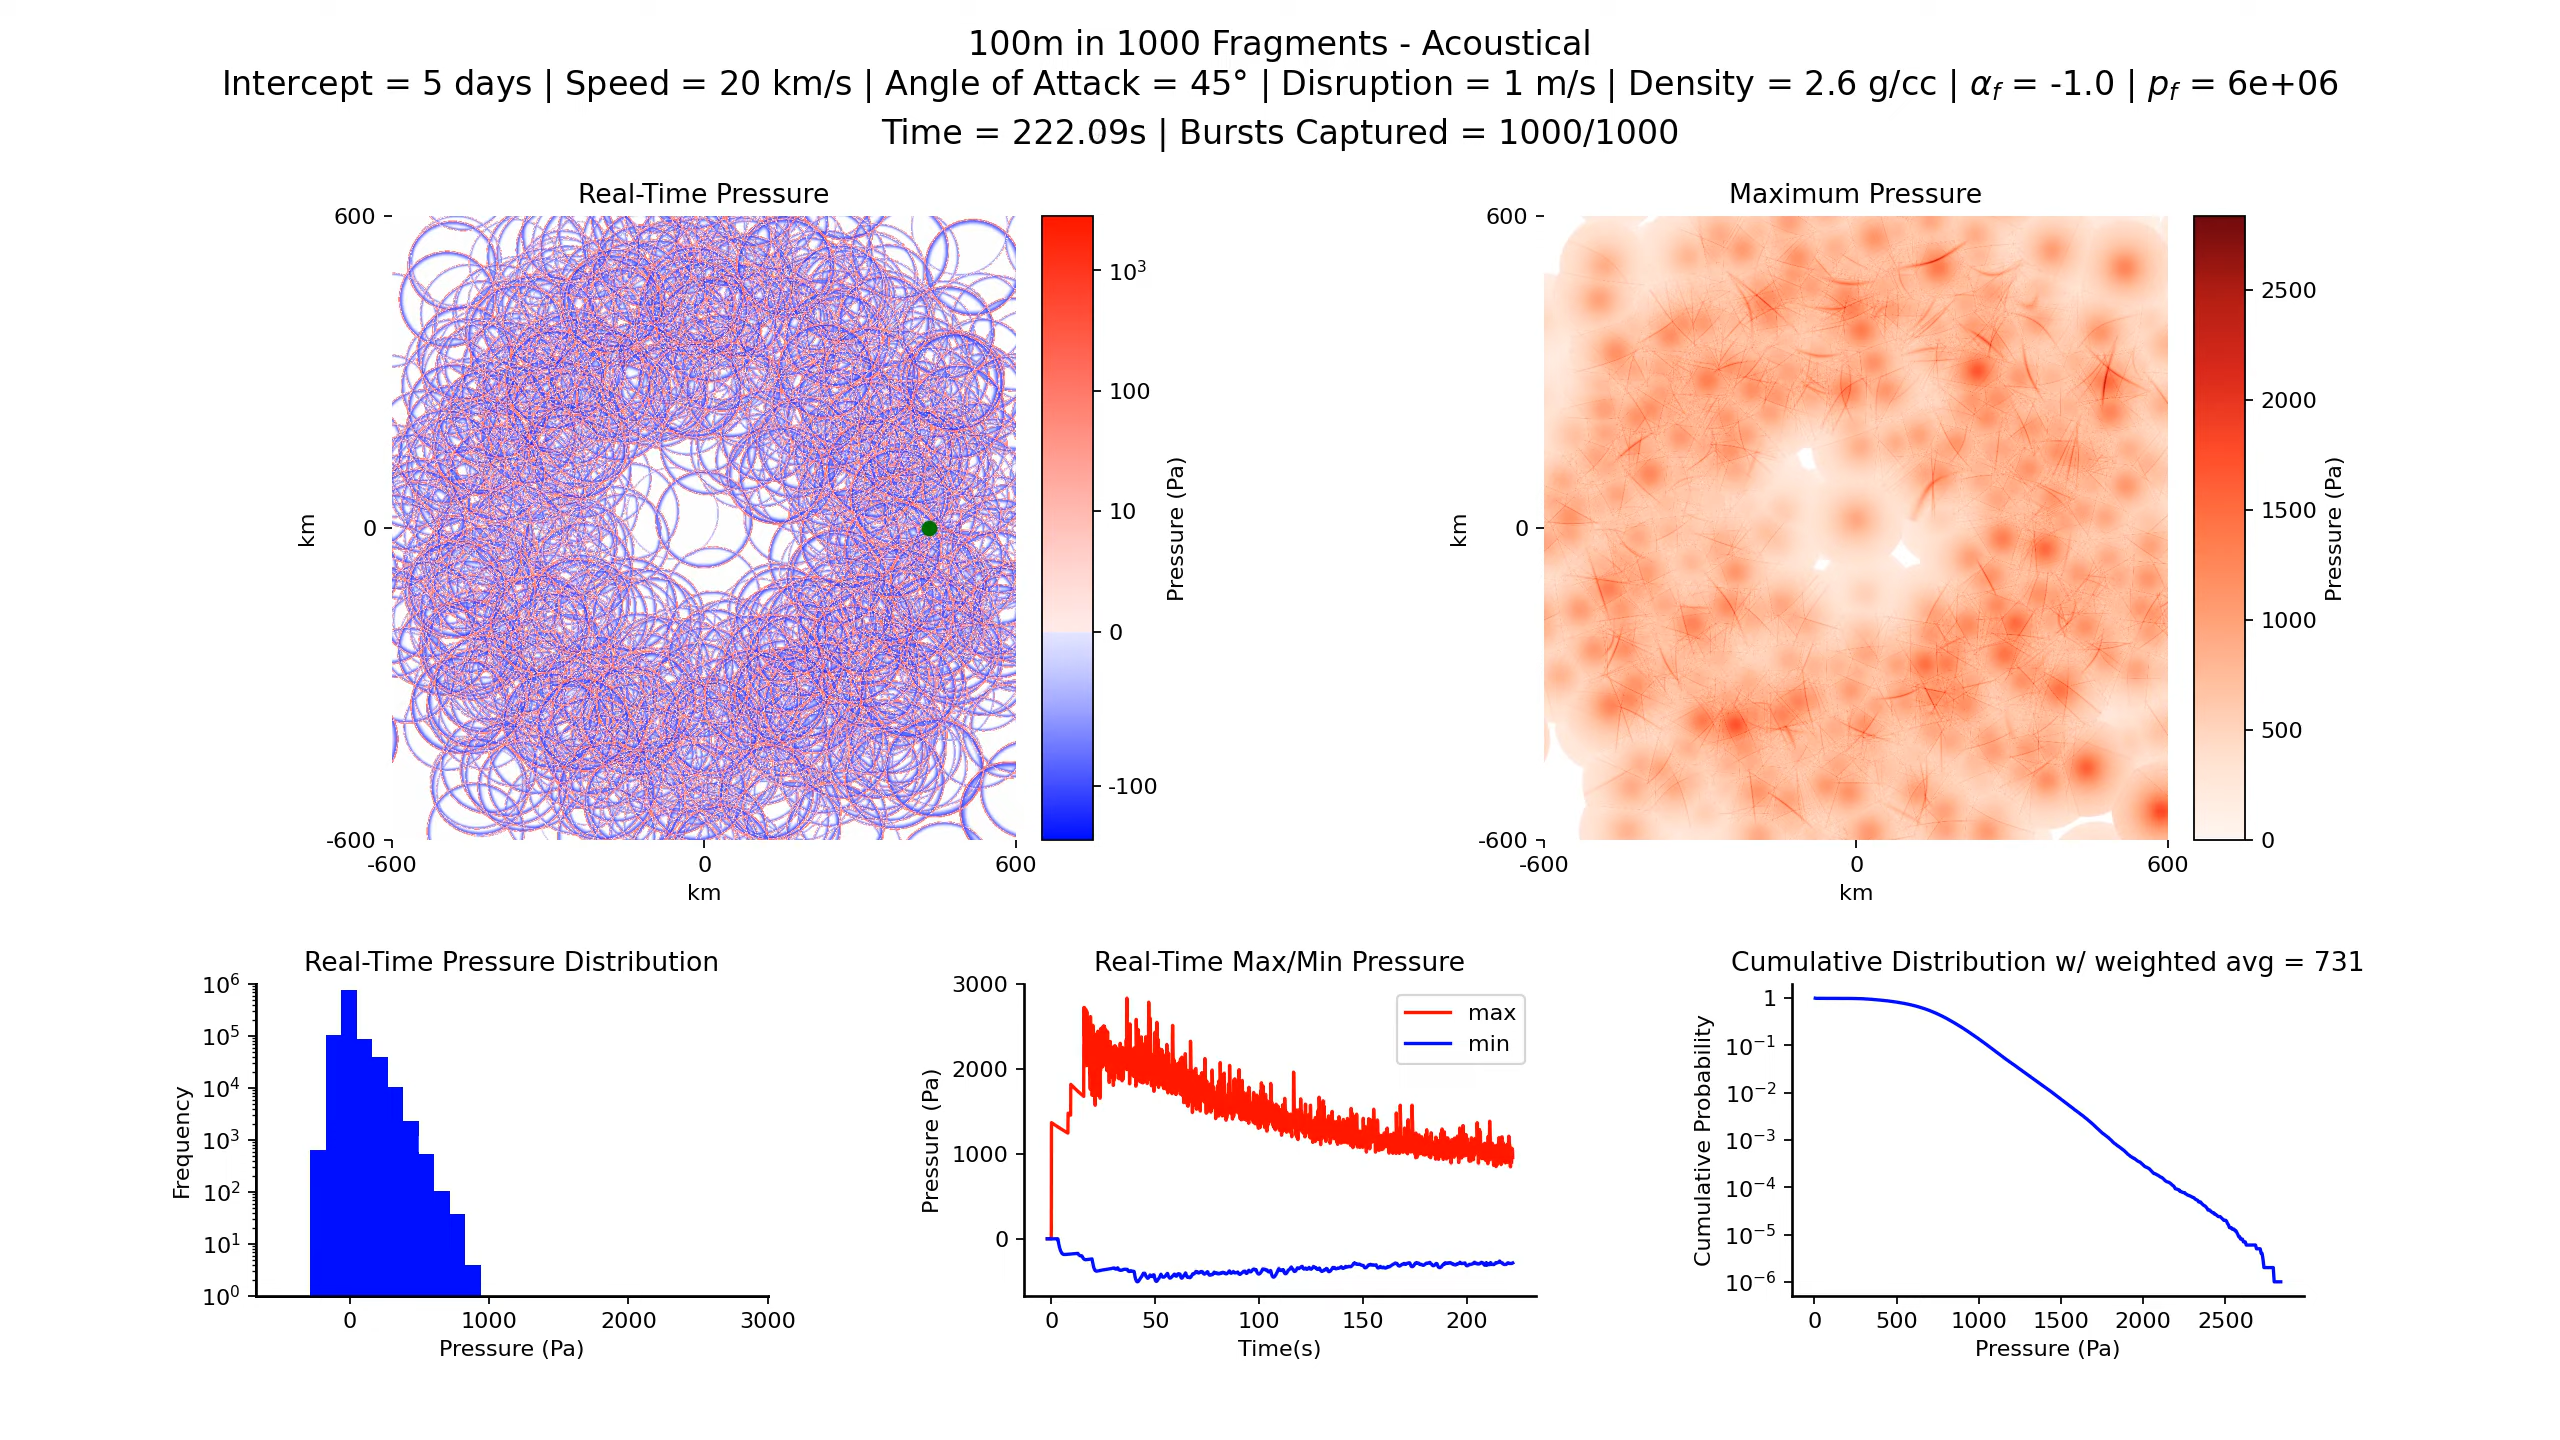 100m in 1000 Fragments - Acoustical
Intercept = 5 days | Speed = 20 km/s | Angle of Attack = 45° | Disruption = 1 m/s | Density = 2.6 g/cc | α_f = -1.0 | p_f = 6e+06
Time = 222.09s | Bursts Captured = 1000/1000
Real-Time Pressure
600
0
-600
km
-600 0 600
km
10³
100
10
0
-100
Pressure (Pa)
Maximum Pressure
600
0
-600
km
-600 0 600
km
2500
2000
1500
1000
500
0
Pressure (Pa)
Real-Time Pressure Distribution
10⁶
10⁵
10⁴
10³
10²
10¹
10⁰
Frequency
0 1000 2000 3000
Pressure (Pa)
Real-Time Max/Min Pressure
3000
2000
1000
0
Pressure (Pa)
max
min
0 50 100 150 200
Time(s)
Cumulative Distribution w/ weighted avg = 731
1
10⁻¹
10⁻²
10⁻³
10⁻⁴
10⁻⁵
10⁻⁶
Cumulative Probability
0 500 1000 1500 2000 2500
Pressure (Pa)